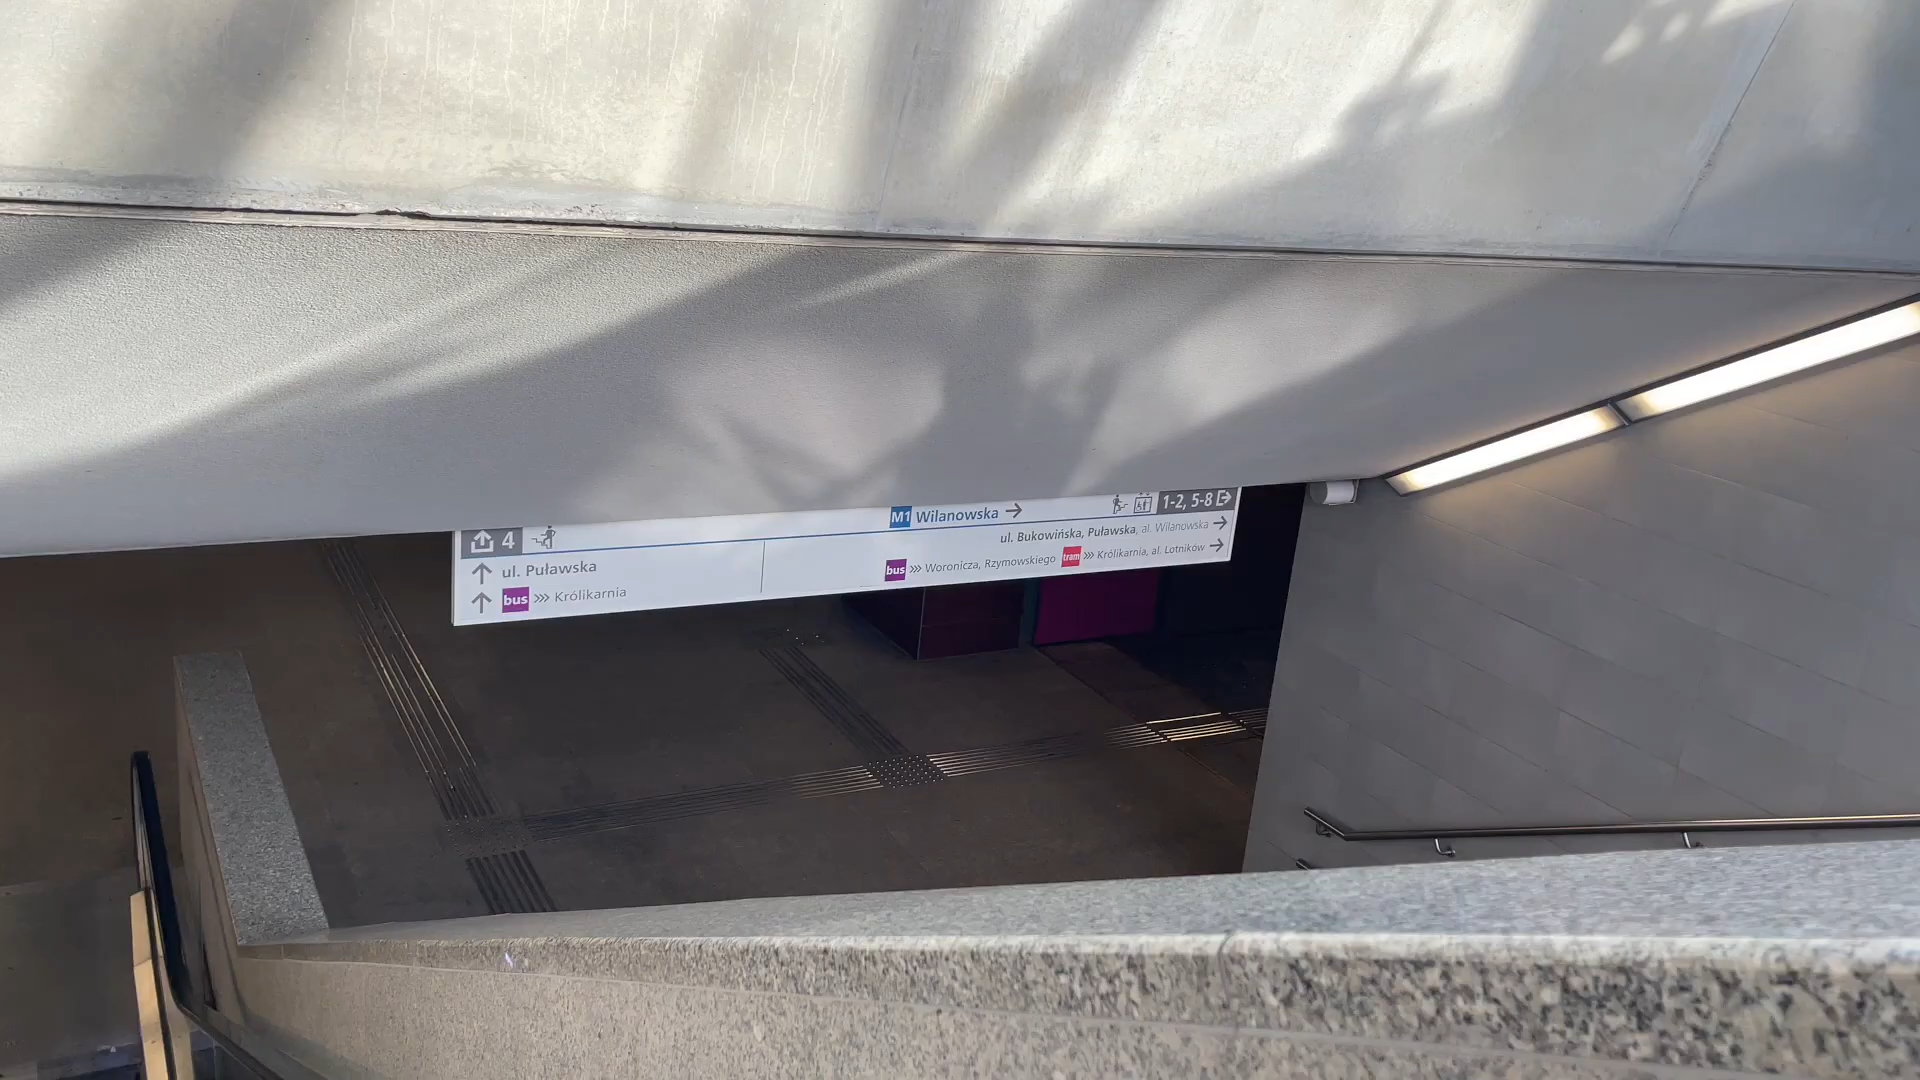 4
ul. Puławska
bus >>> Królikarnia
M1 Wilanowska → 1-2, 5-8
ul. Bukowińska, Puławska, al. Wilanowska →
bus >>> Woronicza, Rzymowskiego tram >>> Królikarnia, al. Lotników →